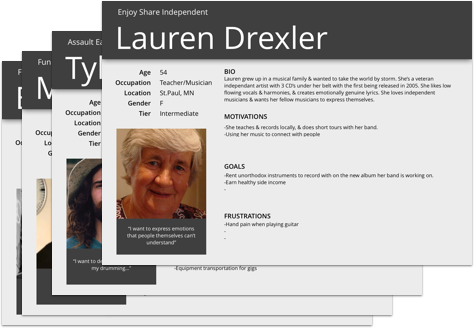 Enjoy Share Independent
Lauren Drexler
Age 54
Occupation Teacher/Musician
Location St.Paul, MN
Gender F
Tier Intermediate
"I want to express emotions
that people themselves can't
understand"
BIO
Lauren grew up in a musical family & wanted to take the world by storm. She's a veteran
independant artist with 3 CD's under her belt with the first being released in 2005. She likes low
flowing vocals & harmonies, & creates emotionally genuine lyrics. She loves independent
musicians & wants her fellow musicians to express themselves.
MOTIVATIONS
-She teaches & records locally, & does short tours with her band.
-Using her music to connect with people
GOALS
-Rent unorthodox instruments to record with on the new album her band is working on.
-Earn healthy side income
-
FRUSTRATIONS
-Hand pain when playing guitar
-
-
Assault Ea
Tyl
Age
Occupation
Location
Gender
Tier
"I want to de
my drumming..."
-Equipment transportation for gigs
Fun
M